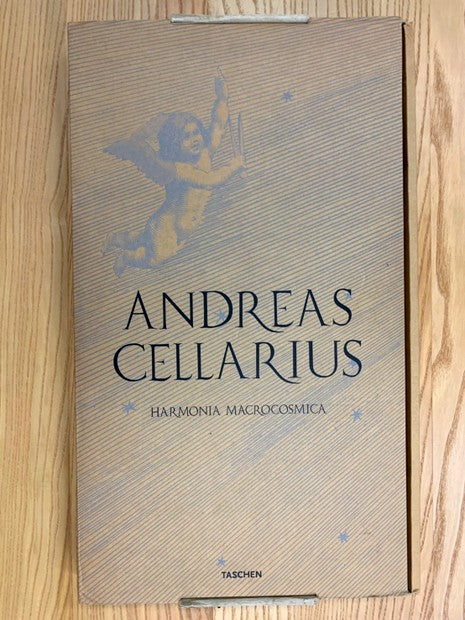 ANDREAS
CELLARIUS
HARMONIA MACROCOSMICA
TASCHEN